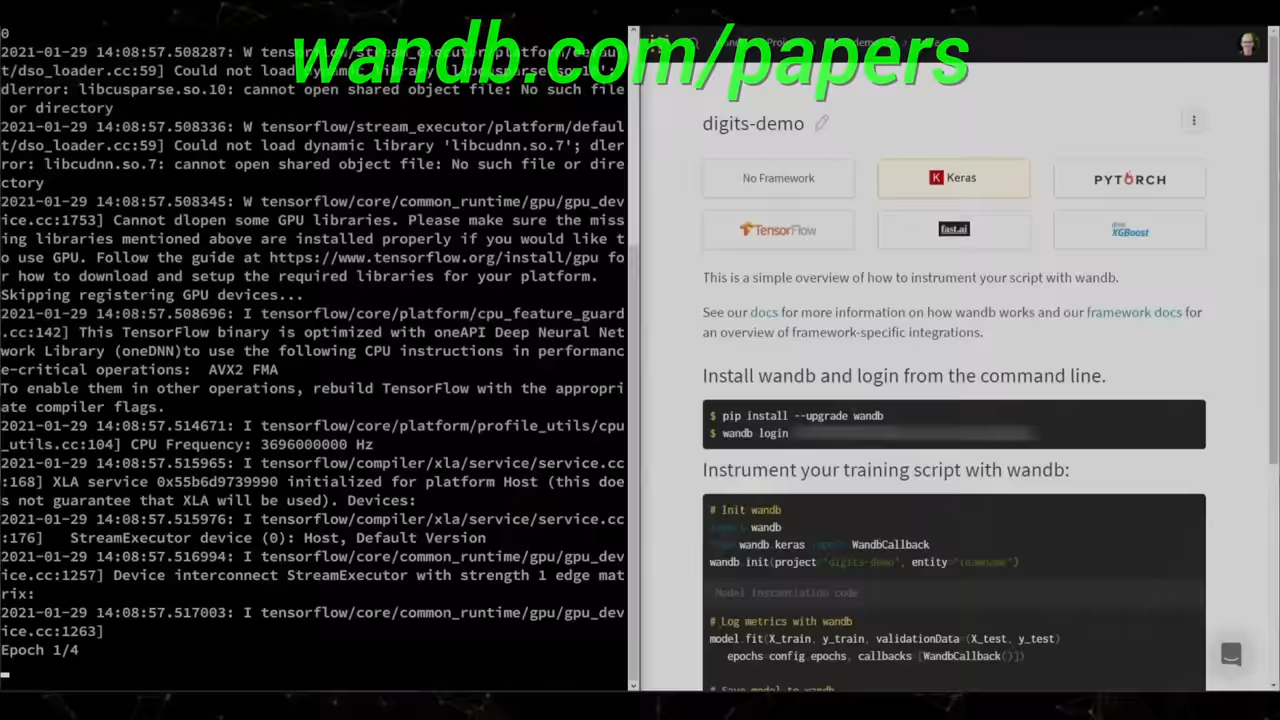 wandb.com/papers
0
2021-01-29 14:08:57.508287: W tensorflow/stream_executor/platform/defaul
t/dso_loader.cc:59] Could not load dynamic library 'libcusparse.so.10';
dlerror: libcusparse.so.10: cannot open shared object file: No such file
or directory
2021-01-29 14:08:57.508336: W tensorflow/stream_executor/platform/defaul
t/dso_loader.cc:59] Could not load dynamic library 'libcudnn.so.7'; dler
ror: libcudnn.so.7: cannot open shared object file: No such file or dire
ctory
2021-01-29 14:08:57.508345: W tensorflow/core/common_runtime/gpu/gpu_dev
ice.cc:1753] Cannot dlopen some GPU libraries. Please make sure the miss
ing libraries mentioned above are installed properly if you would like t
o use GPU. Follow the guide at https://www.tensorflow.org/install/gpu fo
r how to download and setup the required libraries for your platform.
Skipping registering GPU devices...
2021-01-29 14:08:57.508696: I tensorflow/core/platform/cpu_feature_guard
.cc:142] This TensorFlow binary is optimized with oneAPI Deep Neural Net
work Library (oneDNN)to use the following CPU instructions in performanc
e-critical operations:  AVX2 FMA
To enable them in other operations, rebuild TensorFlow with the appropri
ate compiler flags.
2021-01-29 14:08:57.514671: I tensorflow/core/platform/profile_utils/cpu
_utils.cc:104] CPU Frequency: 3696000000 Hz
2021-01-29 14:08:57.515965: I tensorflow/compiler/xla/service/service.cc
:168] XLA service 0x55b6d9739990 initialized for platform Host (this doe
s not guarantee that XLA will be used). Devices:
2021-01-29 14:08:57.515976: I tensorflow/compiler/xla/service/service.cc
:176]   StreamExecutor device (0): Host, Default Version
2021-01-29 14:08:57.516994: I tensorflow/core/common_runtime/gpu/gpu_dev
ice.cc:1257] Device interconnect StreamExecutor with strength 1 edge mat
rix:
2021-01-29 14:08:57.517003: I tensorflow/core/common_runtime/gpu/gpu_dev
ice.cc:1263]
Epoch 1/4
digits-demo
No Framework
Keras
PYTORCH
TensorFlow
fast.ai
XGBoost
This is a simple overview of how to instrument your script with wandb.
See our docs for more information on how wandb works and our framework docs for
an overview of framework-specific integrations.
Install wandb and login from the command line.
$ pip install --upgrade wandb
$ wandb login
Instrument your training script with wandb:
# Init wandb
import wandb
wandb.keras import WandbCallback
wandb.init(project="digits-demo", entity="teamname")
Model instantiation code
# Log metrics with wandb
model.fit(X_train, y_train, validationData=(X_test, y_test)
epochs=config.epochs, callbacks=[WandbCallback()])
# Save model to wandb